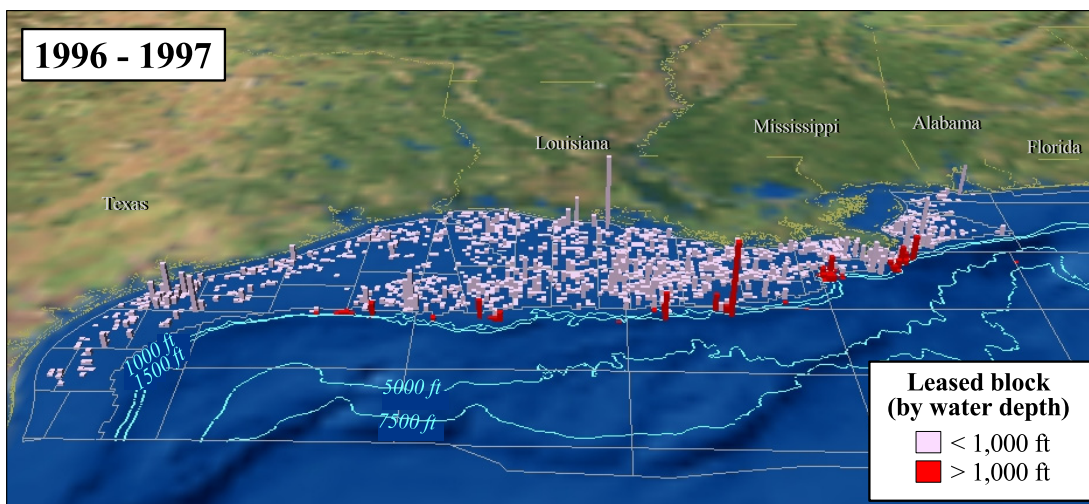 1996 - 1997
Louisiana
Mississippi
Alabama
Florida
Texas
1000 ft
1500 ft
5000 ft
7500 ft
Leased block
(by water depth)
< 1,000 ft
> 1,000 ft